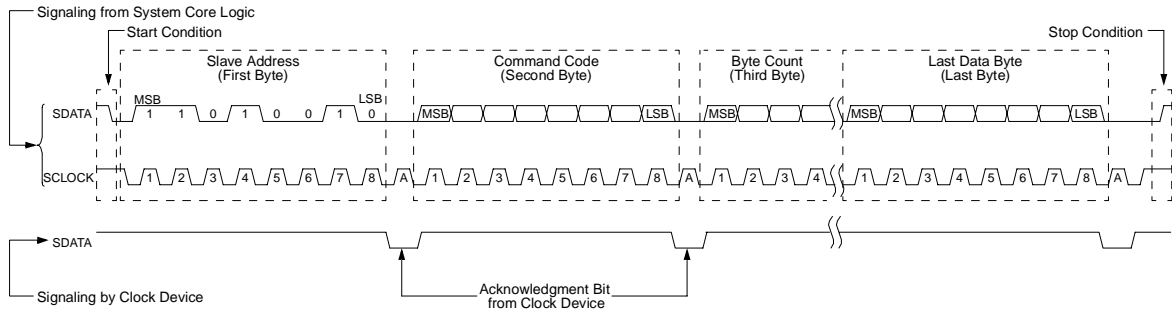 Signaling from System Core Logic
Start Condition
Stop Condition
Slave Address
(First Byte)
Command Code
(Second Byte)
Byte Count
(Third Byte)
Last Data Byte
(Last Byte)
MSB
LSB
SDATA
1 1 0 1 0 0 1 0
MSB LSB MSB MSB LSB
SCLOCK
1 2 3 4 5 6 7 8 A 1 2 3 4 5 6 7 8 A 1 2 3 4 1 2 3 4 5 6 7 8 A
SDATA
Signaling by Clock Device
Acknowledgment Bit
from Clock Device